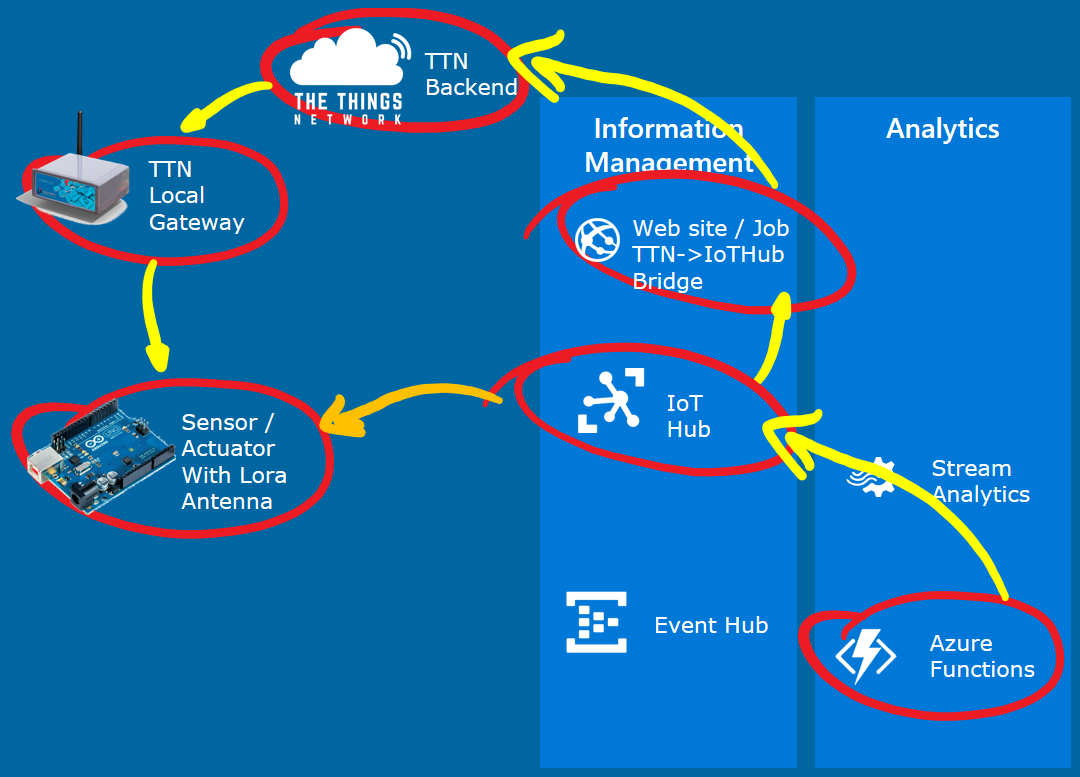 TTN
Backend
THE THINGS
NETWORK
Information
Management
Analytics
TTN
Local
Gateway
Web site / Job
TTN->IoTHub
Bridge
IoT
Hub
Sensor /
Actuator
With Lora
Antenna
Stream
Analytics
Event Hub
Azure
Functions